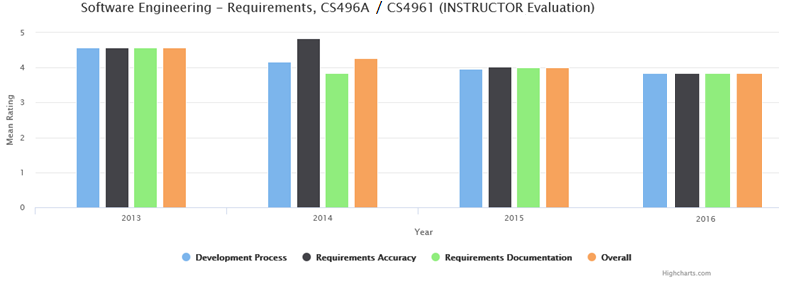 Software Engineering - Requirements, CS496A / CS4961 (INSTRUCTOR Evaluation)
5
4
3
2
1
0
Mean Rating
2013 2014 2015 2016
Year
Development Process Requirements Accuracy Requirements Documentation Overall
Highcharts.com